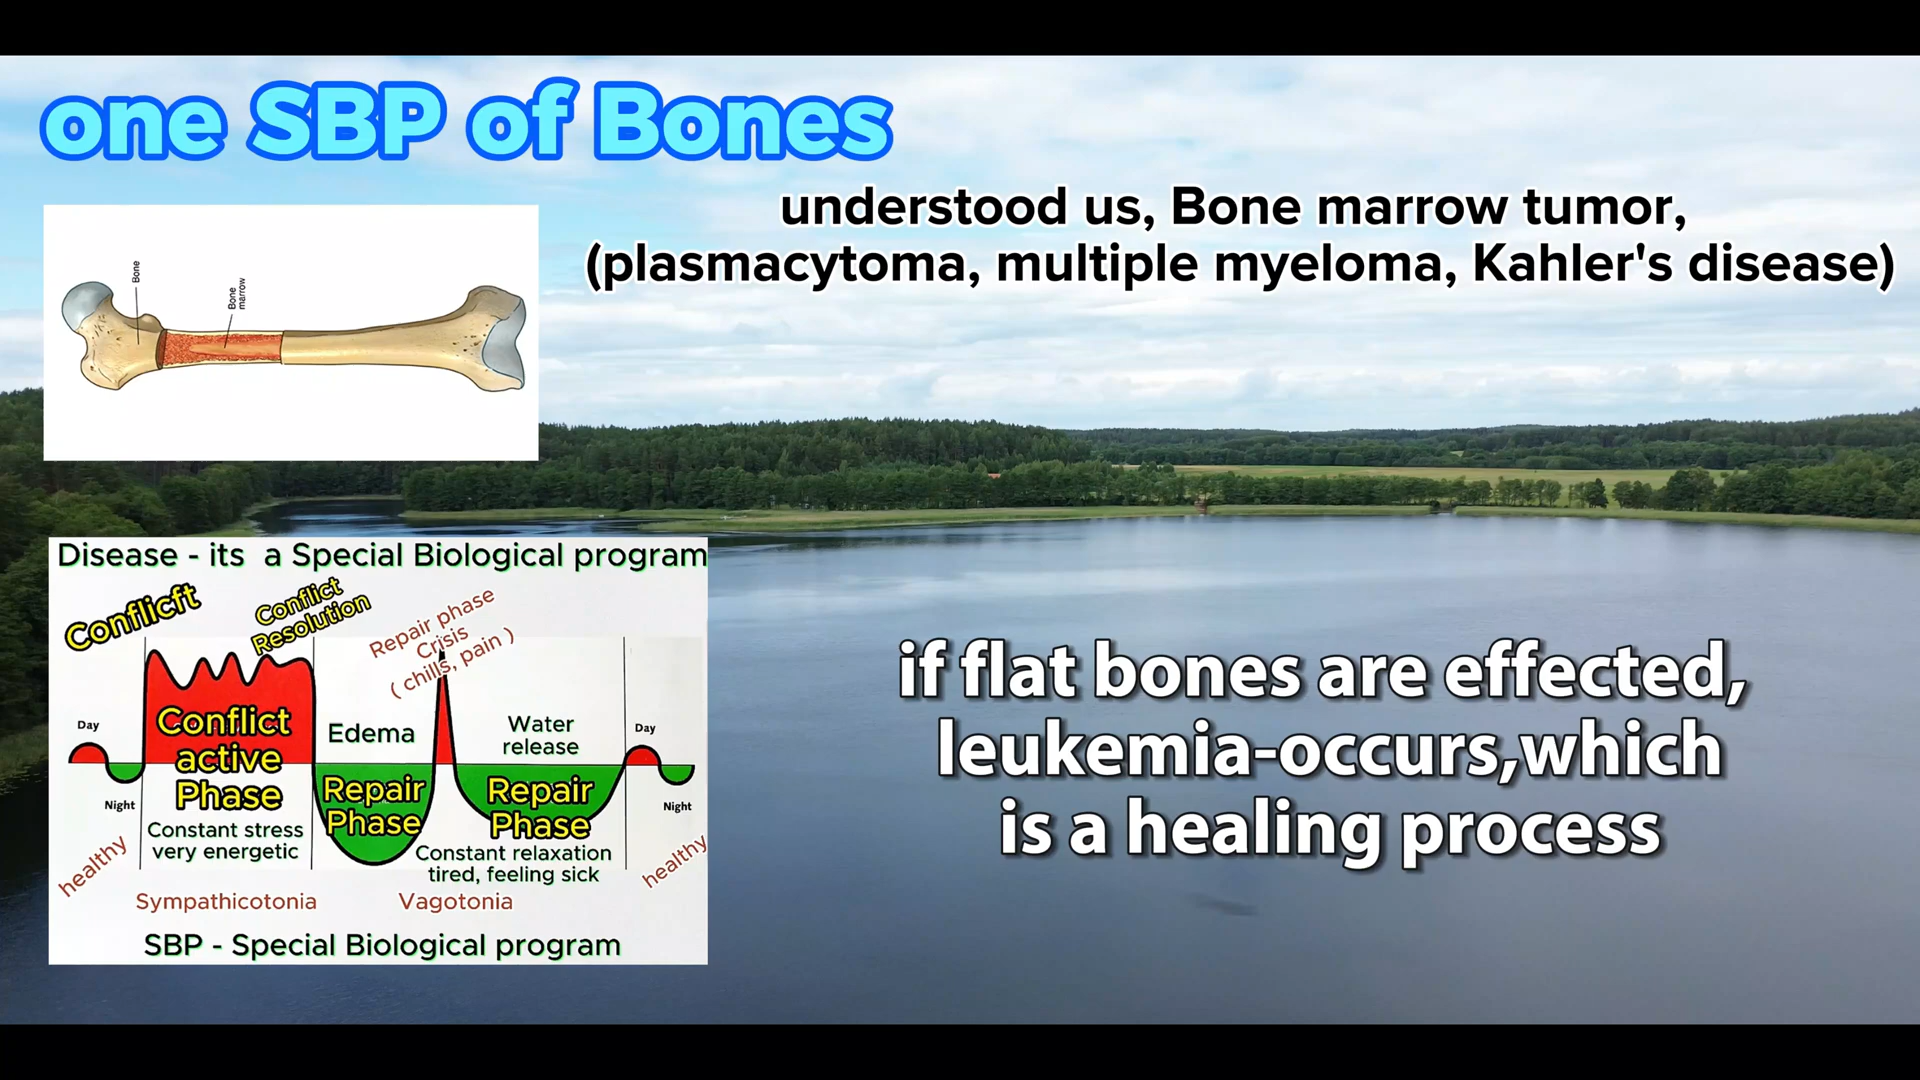 one SBP of Bones
understood us, Bone marrow tumor,
(plasmacytoma, multiple myeloma, Kahler's disease)
Bone
Bone
marrow
Disease - its a Special Biological program
Conflicft
Conflict
Resolution
Repair phase
Crisis
( chills, pain )
Day
Conflict
active
Phase
Edema
Water
release
Day
Night
Repair
Phase
Repair
Phase
Night
Constant stress
very energetic
Constant relaxation
tired, feeling sick
healthy
healthy
Sympathicotonia
Vagotonia
SBP - Special Biological program
if flat bones are effected,
leukemia-occurs,which
is a healing process